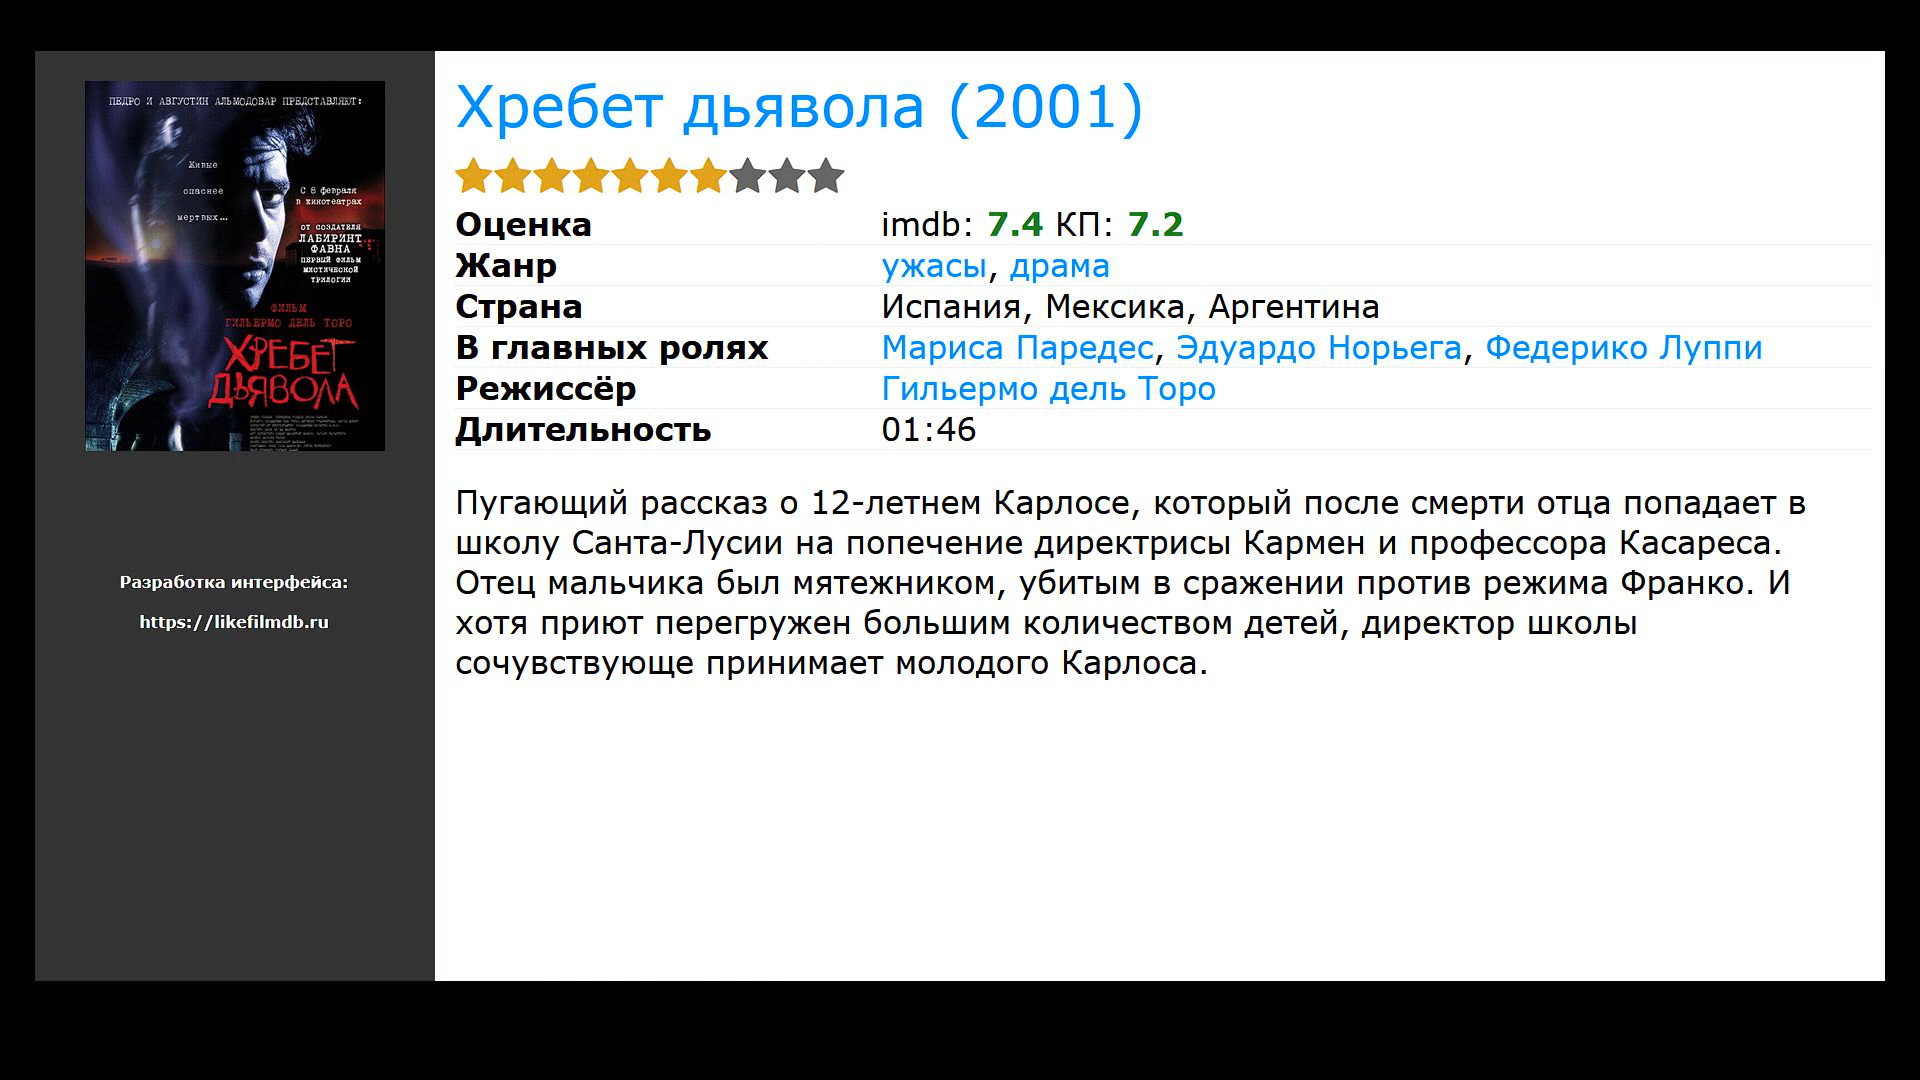 ПЕДРО И АВГУСТИН АЛЬМОДОВАР ПРЕДСТАВЛЯЮТ:
Живые
опаснее
мертвых...
С 8 февраля
в кинотеатрах
ОТ СОЗДАТЕЛЯ
ЛАБИРИНТ
ФАВНА
ПЕРВЫЙ ФИЛЬМ
МИСТИЧЕСКОЙ
ТРИЛОГИИ
ФИЛЬМ
ГИЛЬЕРМО ДЕЛЬ ТОРО
ХРЕБЕТ
ДЬЯВОЛА
Разработка интерфейса:
https://likefilmdb.ru
Хребет дьявола (2001)
Оценка imdb: 7.4 КП: 7.2
Жанр ужасы, драма
Страна Испания, Мексика, Аргентина
В главных ролях Мариса Паредес, Эдуардо Норьега, Федерико Луппи
Режиссёр Гильермо дель Торо
Длительность 01:46
Пугающий рассказ о 12-летнем Карлосе, который после смерти отца попадает в
школу Санта-Лусии на попечение директрисы Кармен и профессора Касареса.
Отец мальчика был мятежником, убитым в сражении против режима Франко. И
хотя приют перегружен большим количеством детей, директор школы
сочувствующе принимает молодого Карлоса.